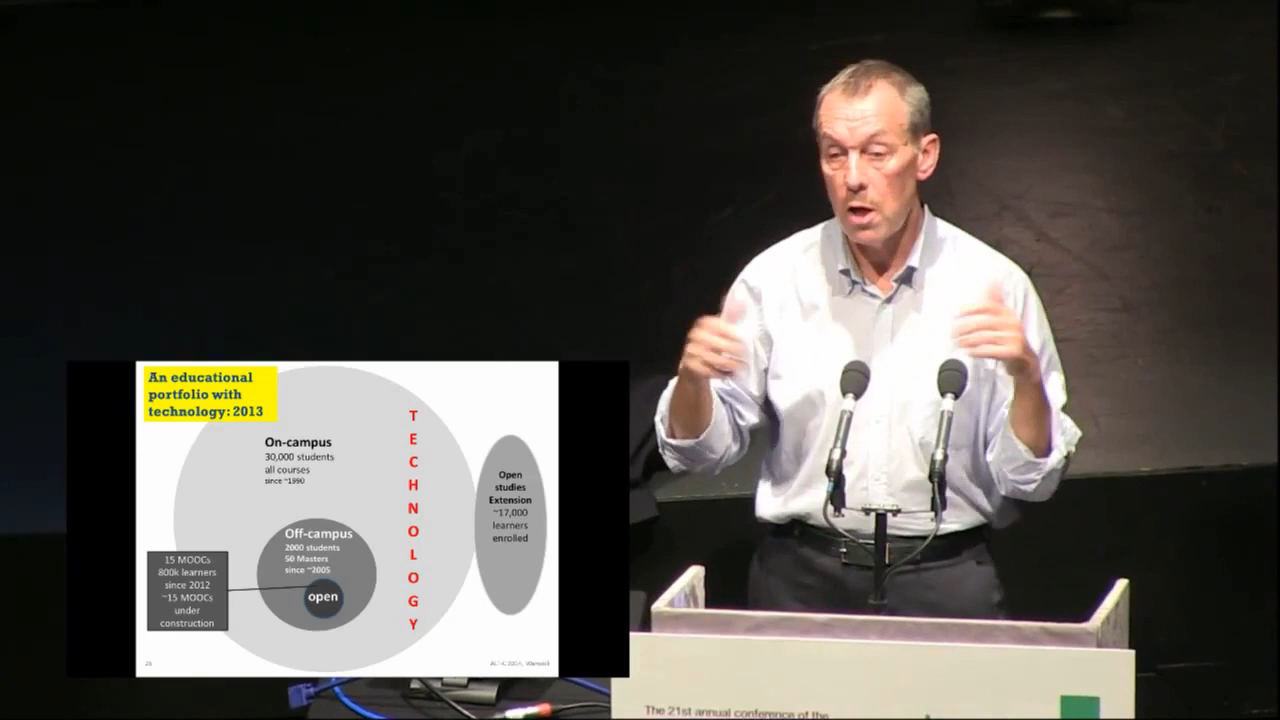 An educational
portfolio with
technology: 2013
On-campus
30,000 students
all courses
since ~1990
TECHNOLOGY
Open
studies
Extension
~17,000
learners
enrolled
Off-campus
2000 students
50 Masters
since ~2005
open
15 MOOCs
800k learners
since 2012
~15 MOOCs
under
construction
The 21st annual conference of the